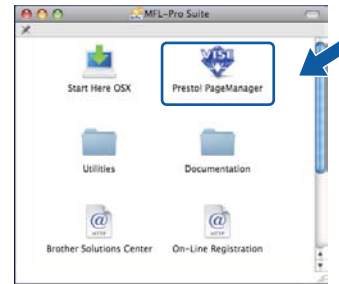 MFL-Pro Suite
Start Here OSX
Presto! PageManager
Utilities
Documentation
Brother Solutions Center
On-Line Registration